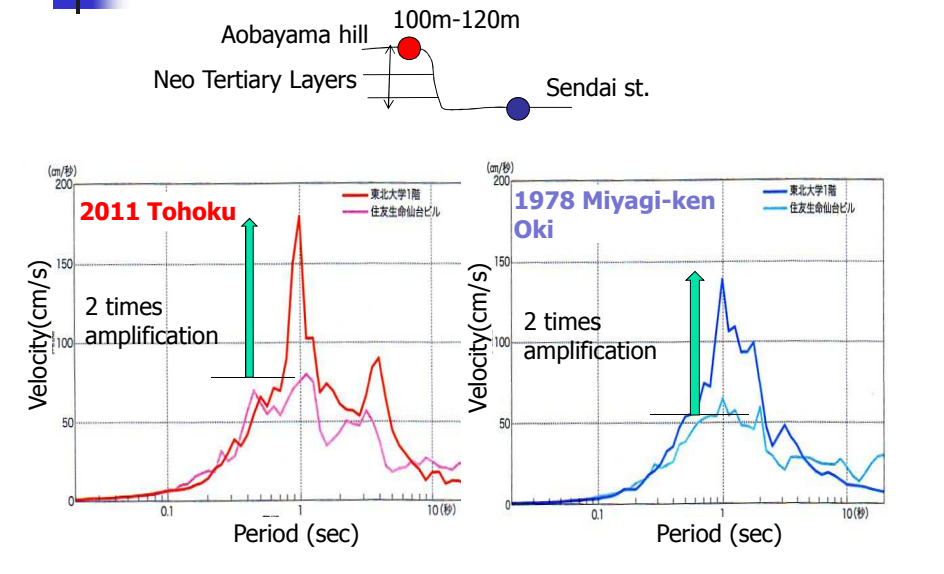 100m-120m
Aobayama hill
Neo Tertiary Layers
Sendai st.
(cm/秒)
200
150
100
50
0
2011 Tohoku
東北大学1階
住友生命仙台ビル
2 times
amplification
Velocity(cm/s)
0.1
1
10(秒)
Period (sec)
(cm/秒)
200
150
100
50
0
1978 Miyagi-ken
Oki
東北大学1階
住友生命仙台ビル
2 times
amplification
Velocity(cm/s)
0.1
1
10(秒)
Period (sec)